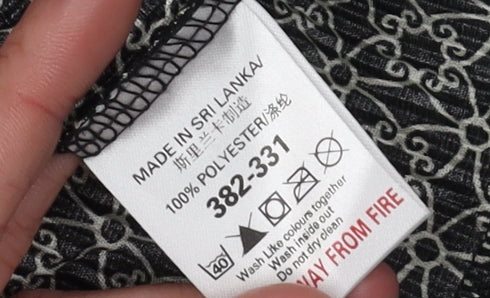 MADE IN SRI LANKA/
斯里兰卡制造
100% POLYESTER/涤纶
382-331
40
Wash Like colours together
Wash inside out
Do not dry clean
WAY FROM FIRE